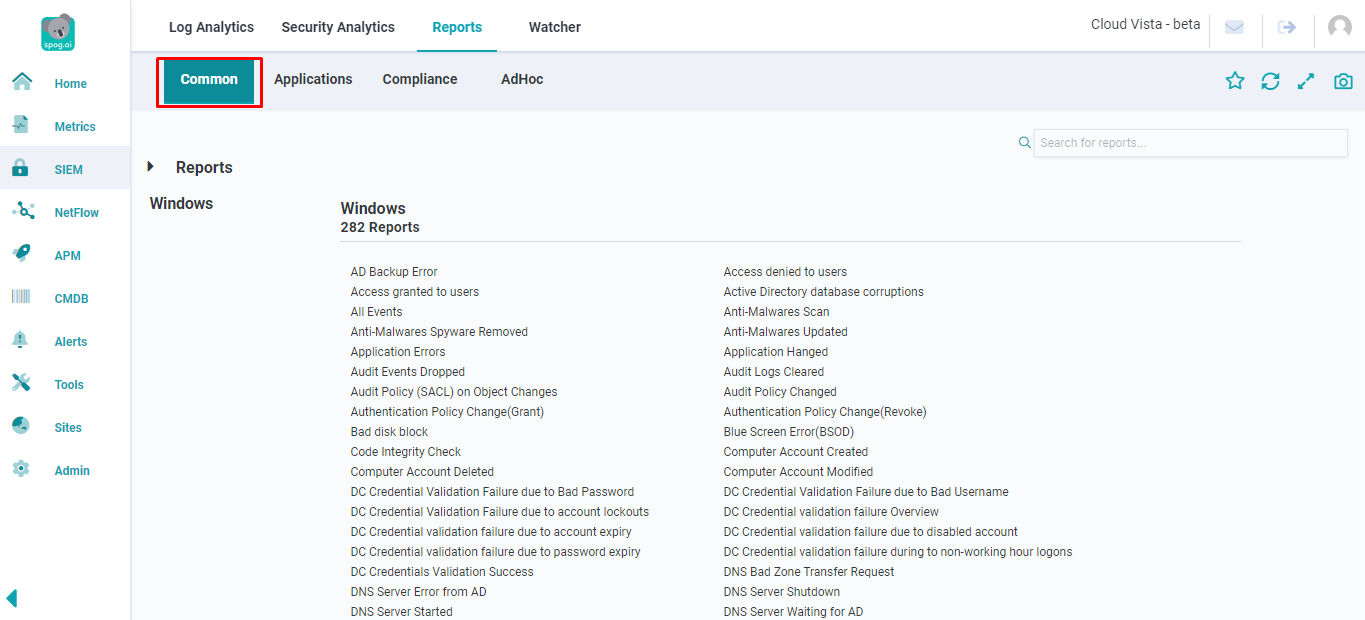 spog.ai
Log Analytics Security Analytics Reports Watcher
Cloud Vista - beta
Common Applications Compliance AdHoc
Home
Metrics
SIEM
NetFlow
APM
CMDB
Alerts
Tools
Sites
Admin
Search for reports...
Reports
Windows
Windows
282 Reports
AD Backup Error Access denied to users
Access granted to users Active Directory database corruptions
All Events Anti-Malwares Scan
Anti-Malwares Spyware Removed Anti-Malwares Updated
Application Errors Application Hanged
Audit Events Dropped Audit Logs Cleared
Audit Policy (SACL) on Object Changes Audit Policy Changed
Authentication Policy Change(Grant) Authentication Policy Change(Revoke)
Bad disk block Blue Screen Error(BSOD)
Code Integrity Check Computer Account Created
Computer Account Deleted Computer Account Modified
DC Credential Validation Failure due to Bad Password DC Credential Validation Failure due to Bad Username
DC Credential Validation Failure due to account lockouts DC Credential validation failure Overview
DC Credential validation failure due to account expiry DC Credential validation failure due to disabled account
DC Credential validation failure due to password expiry DC Credential validation failure during to non-working hour logons
DC Credentials Validation Success DNS Bad Zone Transfer Request
DNS Server Error from AD DNS Server Shutdown
DNS Server Started DNS Server Waiting for AD